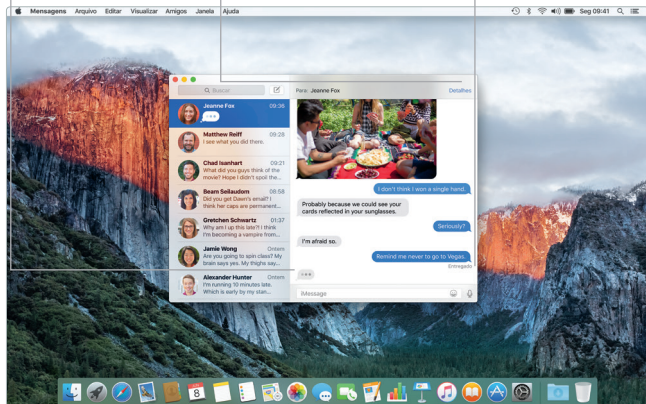 Mensagens Arquivo Editar Visualizar Amigos Janela Ajuda
Seg 09:41
Buscar
Para: Jeanne Fox
Detalhes
Jeanne Fox 09:36
Matthew Reiff 09:28
I see what you did there.
Chad Isanhart 09:21
What did you guys think of the
movie? Hope I didn't spoil the...
Beam Seilaudom 08:58
Did you get Dawn's email? I
think her caps are permanent...
Gretchen Schwartz 01:37
Why am I up this late?! I think
I'm becoming a vampire from...
Jamie Wong Ontem
Are you going to spin class? My
brain says yes. My thighs say...
Alexander Hunter Ontem
I'm running 10 minutes late.
Which is early by my stan...
I don't think I won a single hand.
Probably because we could see your
cards reflected in your sunglasses.
Seriously?
I'm afraid so.
Remind me never to go to Vegas.
Entregado
iMessage
8